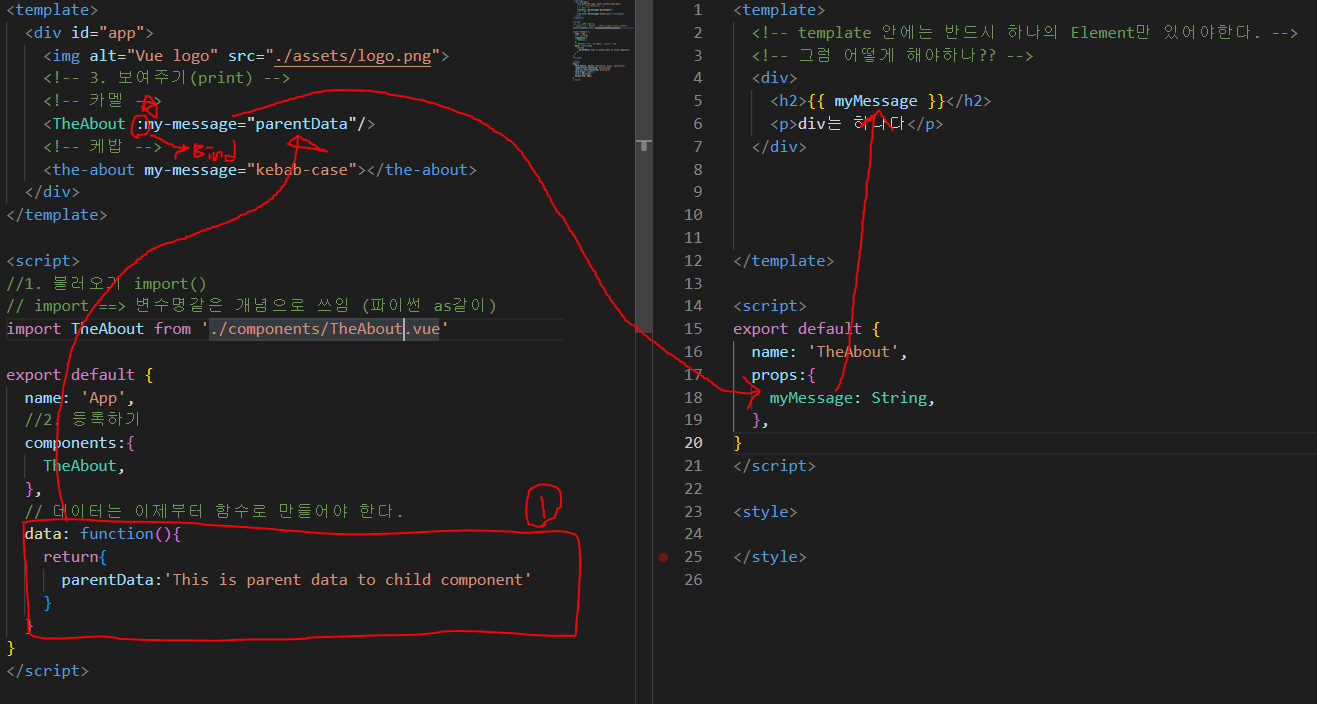 <template>
<div id="app">
<img alt="Vue logo" src="./assets/logo.png">
<!-- 3. 보여주기(print) -->
<!-- 카멜 -->
<TheAbout :my-message="parentData"/>
<!-- 케밥 -->
Bind
<the-about my-message="kebab-case"></the-about>
</div>
</template>
<script>
//1. 불러오기 import()
// import ==> 변수명같은 개념으로 쓰임 (파이썬 as같이)
import TheAbout from './components/TheAbout.vue'
export default {
name: 'App',
//2. 등록하기
components:{
TheAbout,
},
// 데이터는 이제부터 함수로 만들어야 한다.
1
data: function(){
return{
parentData:'This is parent data to child component'
}
}
}
</script>
1 <template>
2 <!-- template 안에는 반드시 하나의 Element만 있어야한다. -->
3 <!-- 그럼 어떻게 해야하나?? -->
4 <div>
5 <h2>{{ myMessage }}</h2>
6 <p>div는 하나다</p>
7 </div>
8
9
10
11
12 </template>
13
14 <script>
15 export default {
16 name: 'TheAbout',
17 props:{
18 myMessage: String,
19 },
20 }
21 </script>
22
23 <style>
24
25 </style>
26